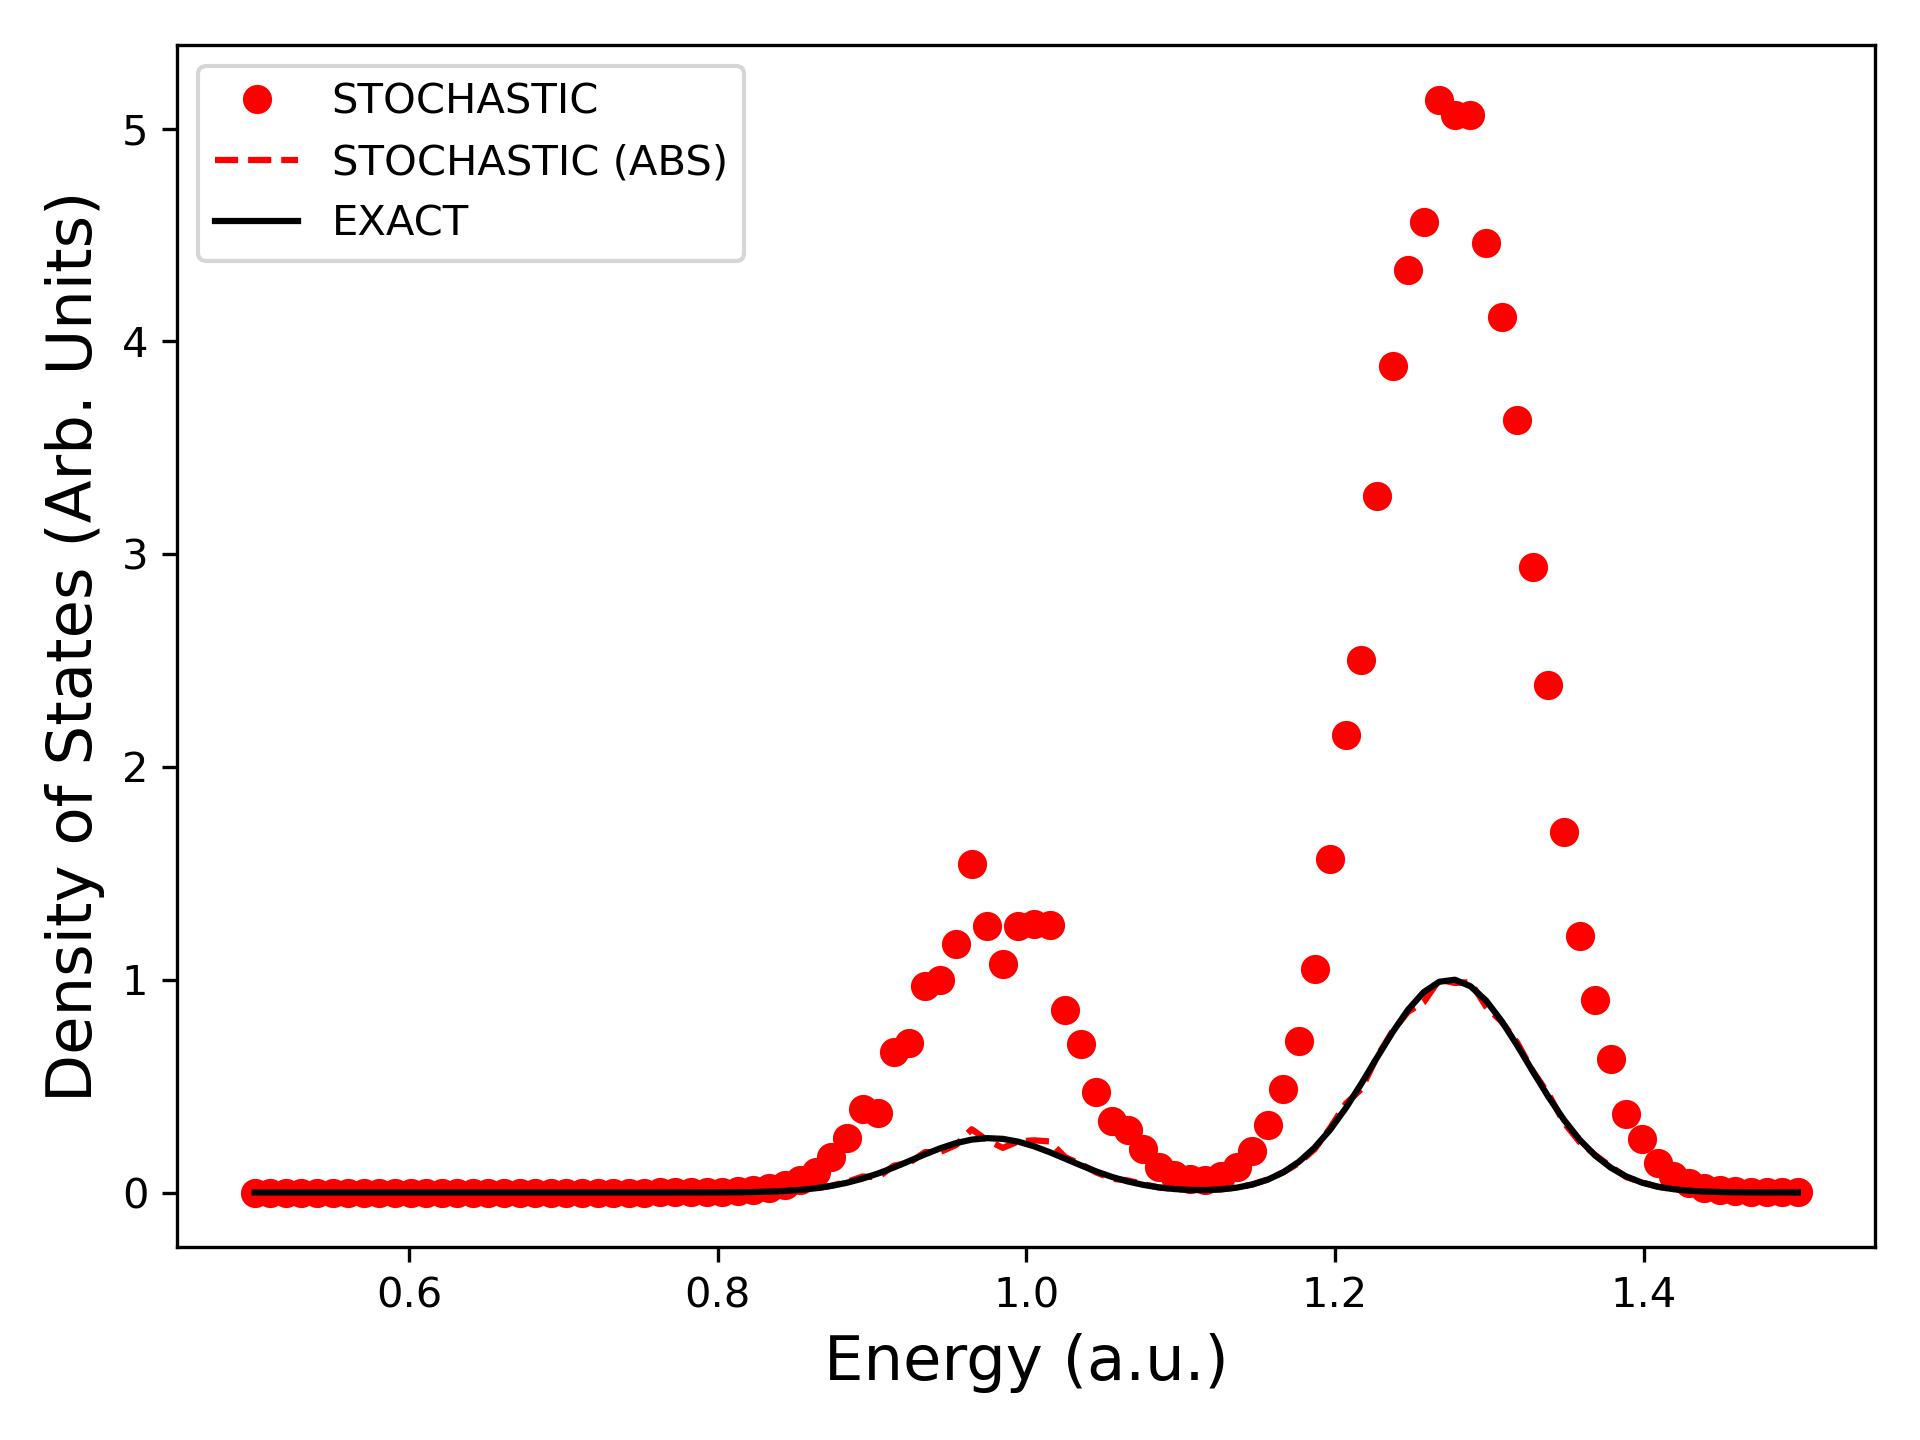 STOCHASTIC
STOCHASTIC (ABS)
EXACT
Density of States (Arb. Units)
5
4
3
2
1
0
0.6 0.8 1.0 1.2 1.4
Energy (a.u.)